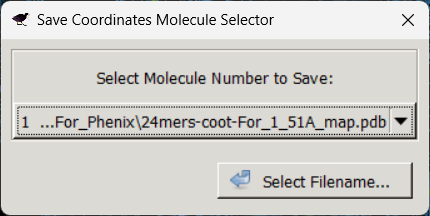 Save Coordinates Molecule Selector
Select Molecule Number to Save:
1 ...For_Phenix\24mers-coot-For_1_51A_map.pdb
Select Filename...